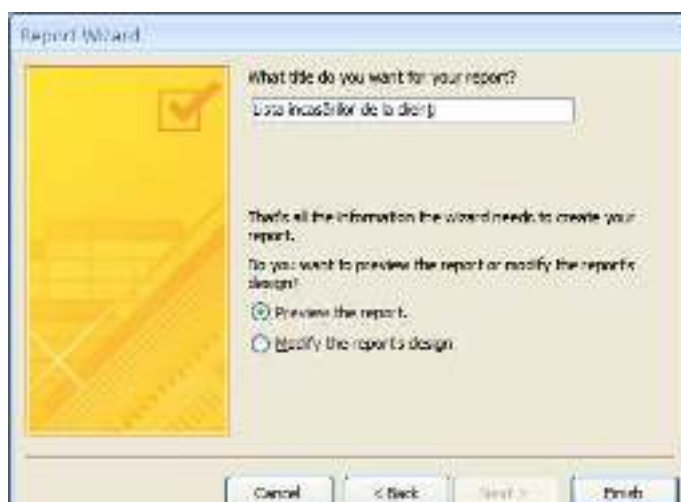 Report Wizard
What title do you want for your report?
Lista încasărilor de la clienţi
That's all the information the wizard needs to create your
report.
Do you want to preview the report or modify the report's
design?
Preview the report.
Modify the report's design.
Cancel
< Back
Next >
Finish